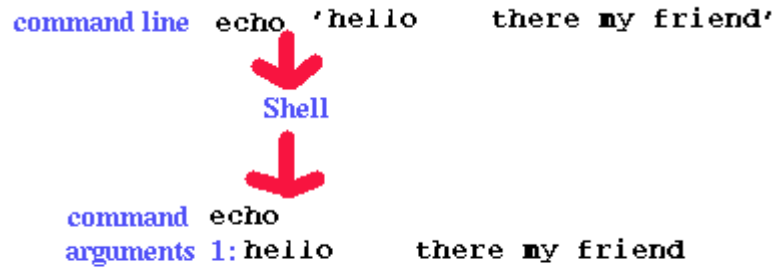 command line echo 'hello    there my friend'
Shell
command echo
arguments 1: hello    there my friend